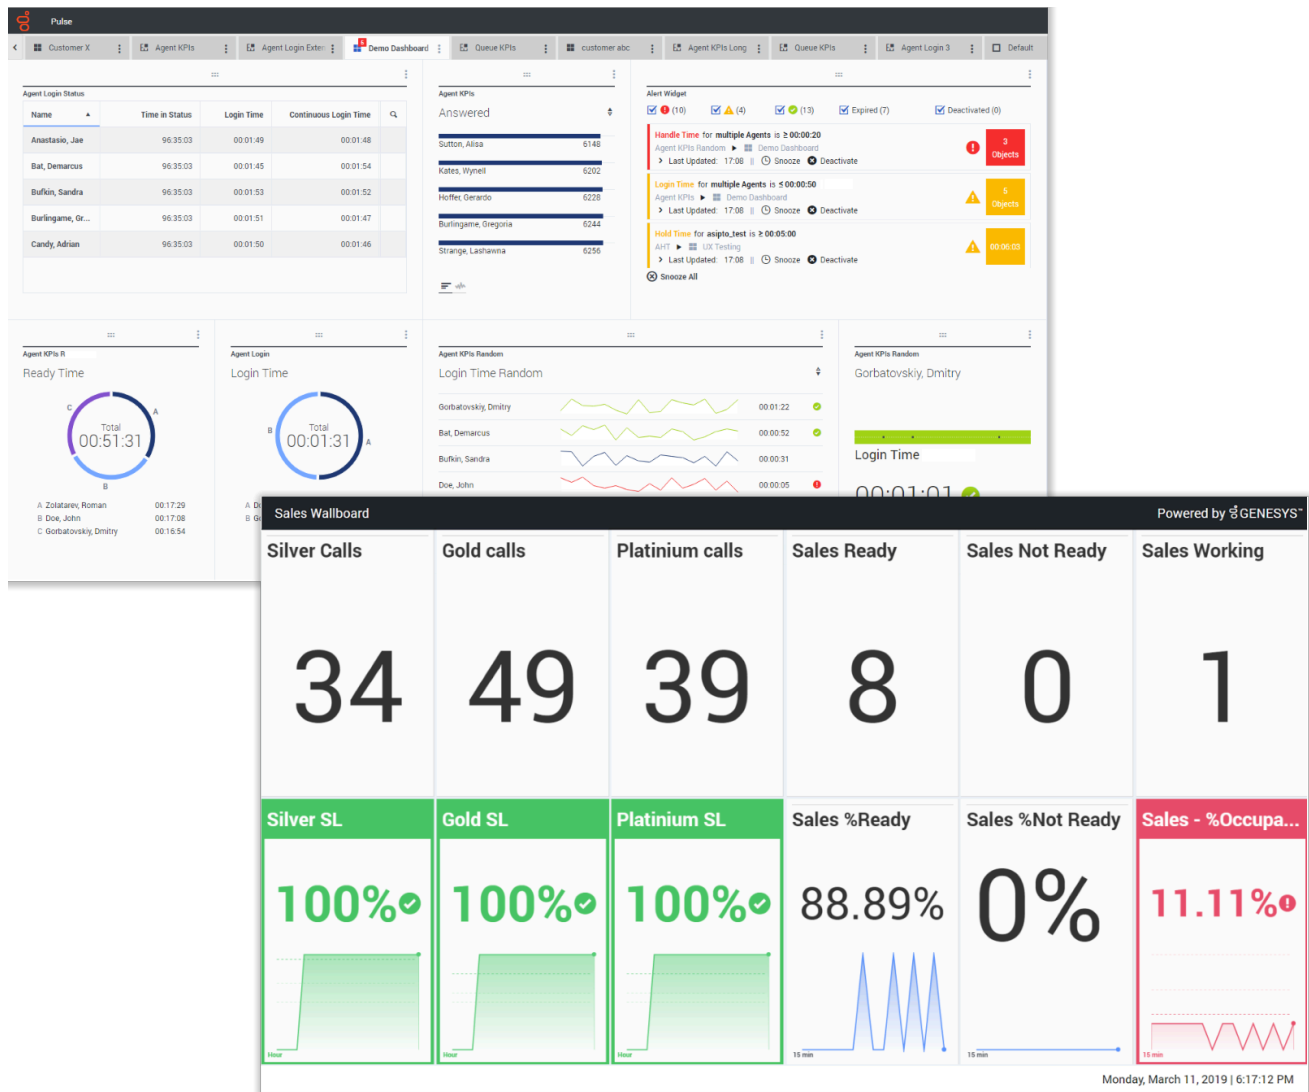 Pulse
Customer X
Agent KPIs
Agent Login Exter
5
Demo Dashboard
Queue KPIs
customer abc
Agent KPIs Long
Queue KPIs
Agent Login 3
Default
Agent Login Status
Name Time in Status Login Time Continuous Login Time
Anastasio, Jae 96:35:03 00:01:49 00:01:48
Bat, Demarcus 96:35:03 00:01:45 00:01:54
Bufkin, Sandra 96:35:03 00:01:53 00:01:52
Burlingame, Gr... 96:35:03 00:01:51 00:01:47
Candy, Adrian 96:35:03 00:01:50 00:01:46
Agent KPIs
Answered
Sutton, Alisa 6148
Kates, Wynell 6202
Hoffer, Gerardo 6228
Burlingame, Gregoria 6244
Strange, Lashawna 6256
Alert Widget
(10) (4) (13) Expired (7) Deactivated (0)
Handle Time for multiple Agents is ≥ 00:00:20
Agent KPIs Random ► Demo Dashboard
> Last Updated: 17:08 || Snooze Deactivate
3
Objects
Login Time for multiple Agents is ≤ 00:00:50
Agent KPIs ► Demo Dashboard
> Last Updated: 17:08 || Snooze Deactivate
5
Objects
Hold Time for asipto_test is ≥ 00:05:00
AHT ► UX Testing
> Last Updated: 17:08 || Snooze Deactivate
00:06:03
Snooze All
Agent KPIs R
Ready Time
C
A
B
Total
00:51:31
A Zolatarev, Roman 00:17:29
B Doe, John 00:17:08
C Gorbatovskiy, Dmitry 00:16:54
Agent Login
Login Time
B
A
Total
00:01:31
A D
B G
Agent KPIs Random
Login Time Random
Gorbatovskiy, Dmitry 00:01:22
Bat, Demarcus 00:00:52
Bufkin, Sandra 00:00:31
Doe, John 00:00:05
Agent KPIs Random
Gorbatovskiy, Dmitry
Login Time
00:01:01
Sales Wallboard
Powered by GENESYS™
Silver Calls
34
Gold calls
49
Platinium calls
39
Sales Ready
8
Sales Not Ready
0
Sales Working
1
Silver SL
100%
Hour
Gold SL
100%
Hour
Platinium SL
100%
Hour
Sales %Ready
88.89%
15 min
Sales %Not Ready
0%
15 min
Sales - %Occupa...
11.11%
15 min
Monday, March 11, 2019 | 6:17:12 PM